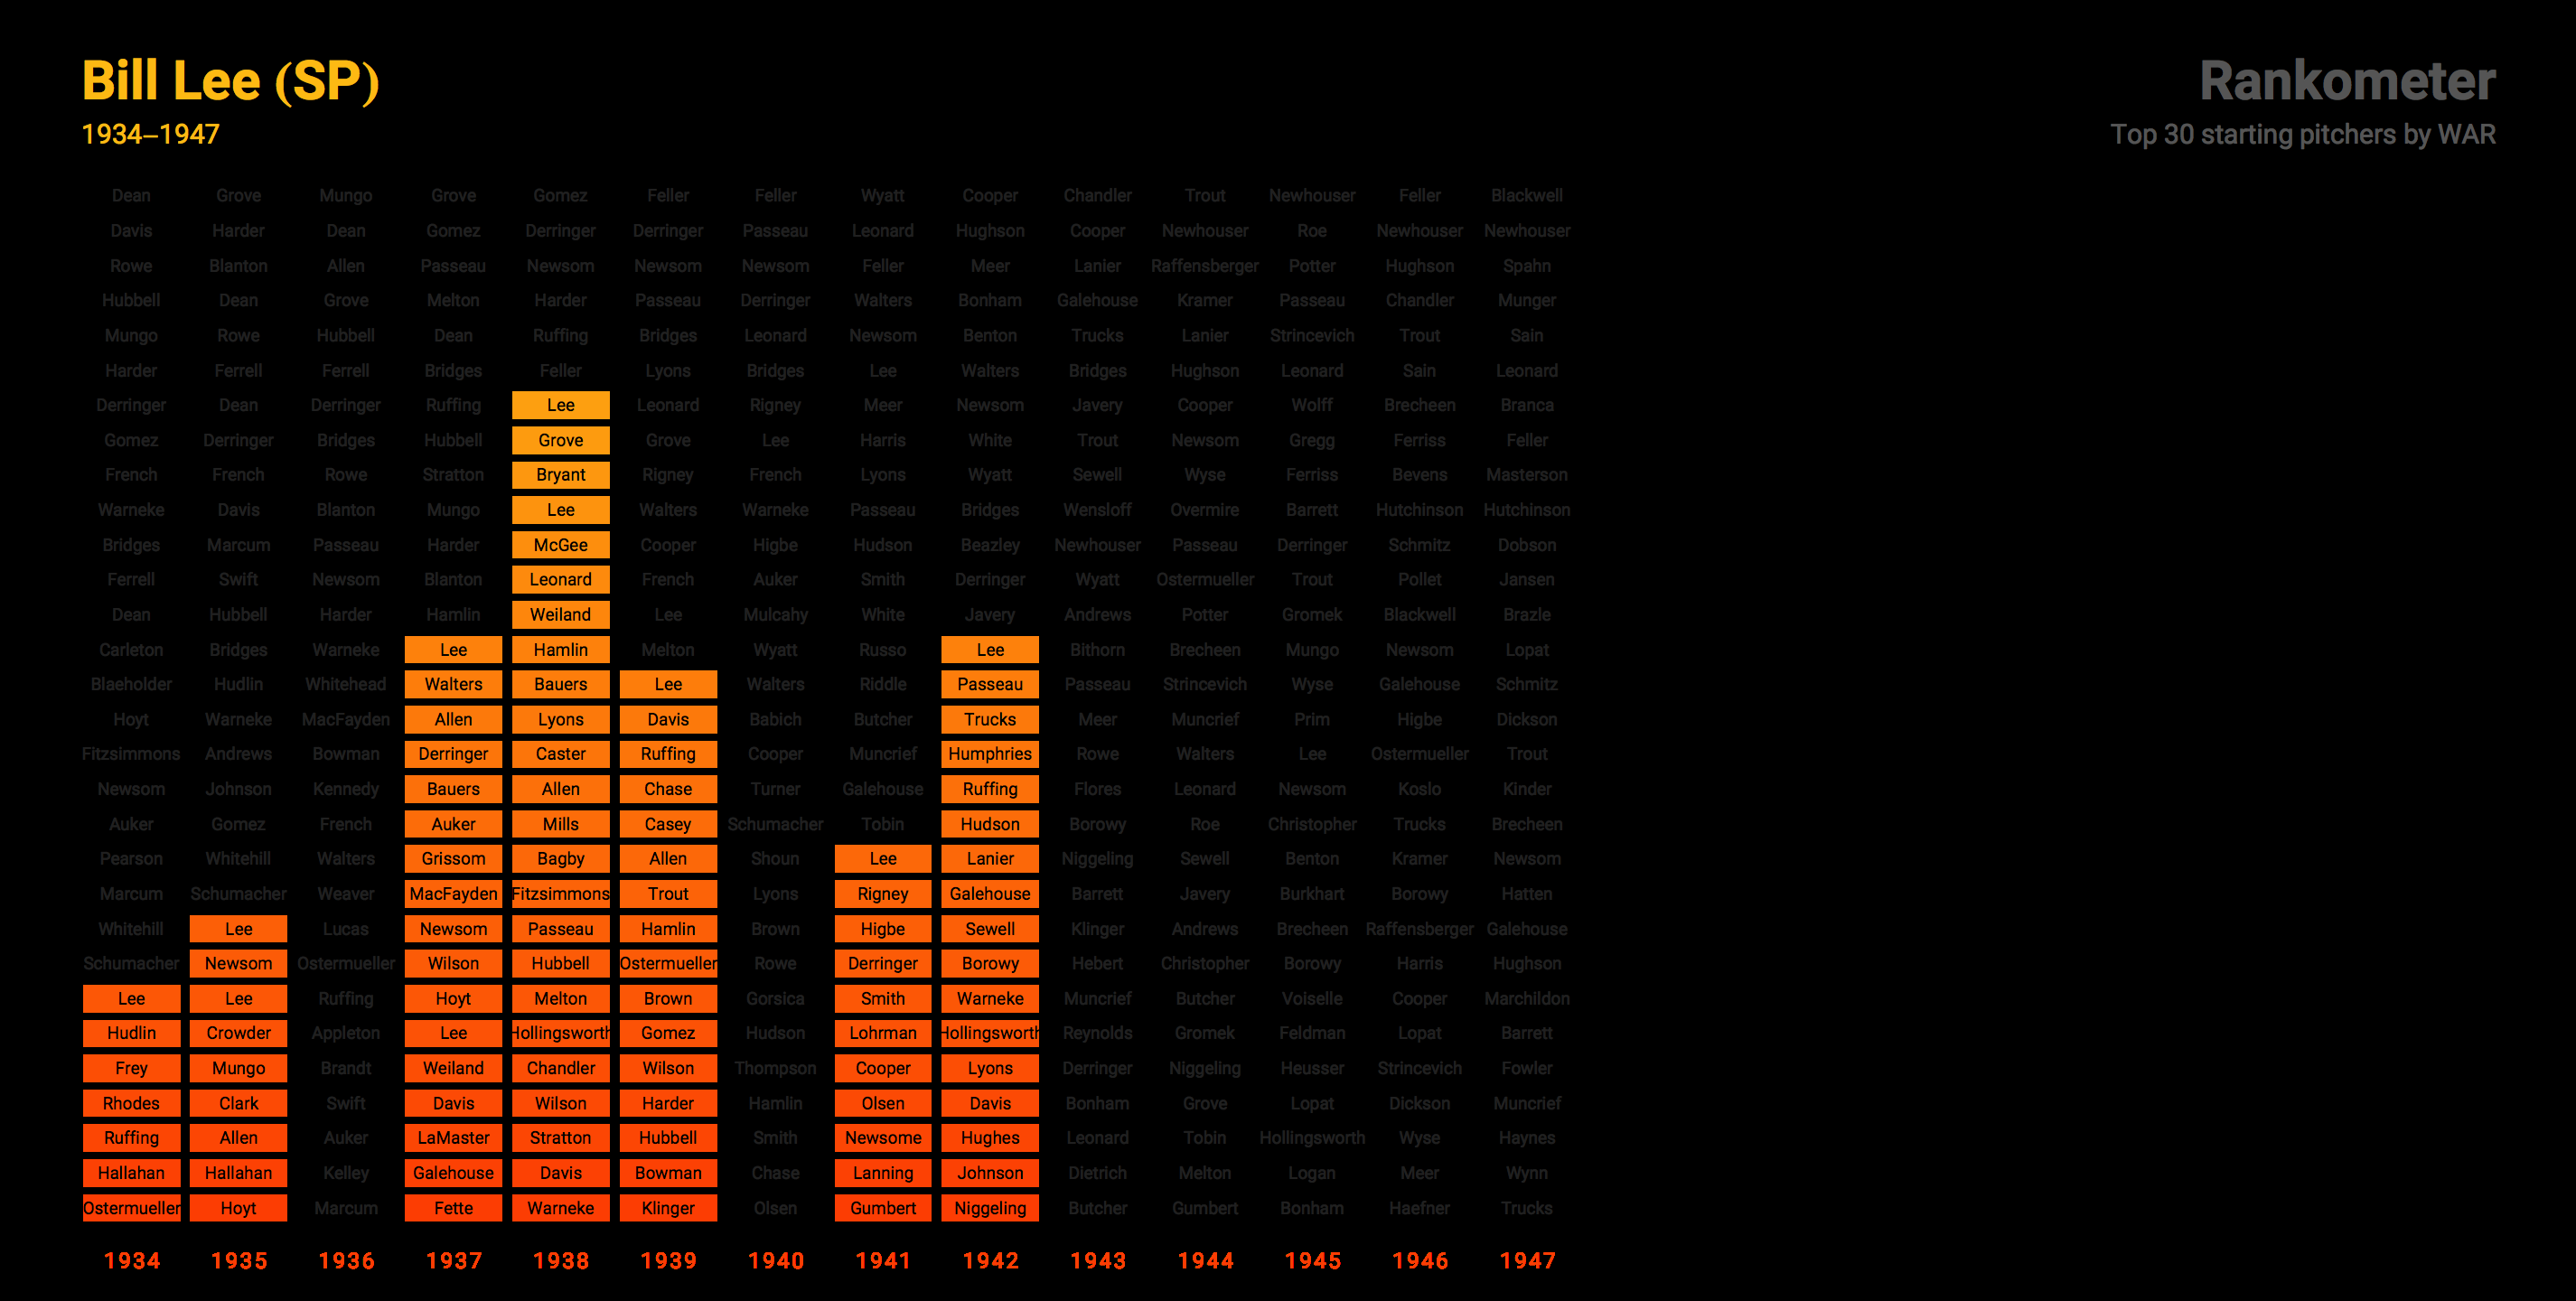 Bill Lee (SP)
1934–1947
Rankometer
Top 30 starting pitchers by WAR
Dean Grove Mungo Grove Gomez Feller Feller Wyatt Cooper Chandler Trout Newhouser Feller Blackwell
Davis Harder Dean Gomez Derringer Derringer Passeau Leonard Hughson Cooper Newhouser Roe Newhouser Newhouser
Rowe Blanton Allen Passeau Newsom Newsom Newsom Feller Meer Lanier Raffensberger Potter Hughson Spahn
Hubbell Dean Grove Melton Harder Passeau Derringer Walters Bonham Galehouse Kramer Passeau Chandler Munger
Mungo Rowe Hubbell Dean Ruffing Bridges Leonard Newsom Benton Trucks Lanier Strincevich Trout Sain
Harder Ferrell Ferrell Bridges Feller Lyons Bridges Lee Walters Bridges Hughson Leonard Sain Leonard
Derringer Dean Derringer Ruffing Lee Leonard Rigney Meer Newsom Javery Cooper Wolff Brecheen Branca
Gomez Derringer Bridges Hubbell Grove Grove Lee Harris White Trout Newsom Gregg Ferriss Feller
French French Rowe Stratton Bryant Rigney French Lyons Wyatt Sewell Wyse Ferriss Bevens Masterson
Warneke Davis Blanton Mungo Lee Walters Warneke Passeau Bridges Wensloff Overmire Barrett Hutchinson Hutchinson
Bridges Marcum Passeau Harder McGee Cooper Higbe Hudson Beazley Newhouser Passeau Derringer Schmitz Dobson
Ferrell Swift Newsom Blanton Leonard French Auker Smith Derringer Wyatt Ostermueller Trout Pollet Jansen
Dean Hubbell Harder Hamlin Weiland Lee Mulcahy White Javery Andrews Potter Gromek Blackwell Brazle
Carleton Bridges Warneke Lee Hamlin Melton Wyatt Russo Lee Bithorn Brecheen Mungo Newsom Lopat
Blaeholder Hudlin Whitehead Walters Bauers Lee Walters Riddle Passeau Passeau Strincevich Wyse Galehouse Schmitz
Hoyt Warneke MacFayden Allen Lyons Davis Babich Butcher Trucks Meer Muncrief Prim Higbe Dickson
Fitzsimmons Andrews Bowman Derringer Caster Ruffing Cooper Muncrief Humphries Rowe Walters Lee Ostermueller Trout
Newsom Johnson Kennedy Bauers Allen Chase Turner Galehouse Ruffing Flores Leonard Newsom Koslo Kinder
Auker Gomez French Auker Mills Casey Schumacher Tobin Hudson Borowy Roe Christopher Trucks Brecheen
Pearson Whitehill Walters Grissom Bagby Allen Shoun Lee Lanier Niggeling Sewell Benton Kramer Newsom
Marcum Schumacher Weaver MacFayden Fitzsimmons Trout Lyons Rigney Galehouse Barrett Javery Burkhart Borowy Hatten
Whitehill Lee Lucas Newsom Passeau Hamlin Brown Higbe Sewell Klinger Andrews Brecheen Raffensberger Galehouse
Schumacher Newsom Ostermueller Wilson Hubbell Ostermueller Rowe Derringer Borowy Hebert Christopher Borowy Harris Hughson
Lee Lee Ruffing Hoyt Melton Brown Gorsica Smith Warneke Muncrief Butcher Voiselle Cooper Marchildon
Hudlin Crowder Appleton Lee Hollingsworth Gomez Hudson Lohrman Hollingsworth Reynolds Gromek Feldman Lopat Barrett
Frey Mungo Brandt Weiland Chandler Wilson Thompson Cooper Lyons Derringer Niggeling Heusser Strincevich Fowler
Rhodes Clark Swift Davis Wilson Harder Hamlin Olsen Davis Bonham Grove Lopat Dickson Muncrief
Ruffing Allen Auker LaMaster Stratton Hubbell Smith Newsome Hughes Leonard Tobin Hollingsworth Wyse Haynes
Hallahan Hallahan Kelley Galehouse Davis Bowman Chase Lanning Johnson Dietrich Melton Logan Meer Wynn
Ostermueller Hoyt Marcum Fette Warneke Klinger Olsen Gumbert Niggeling Butcher Gumbert Bonham Haefner Trucks
1934 1935 1936 1937 1938 1939 1940 1941 1942 1943 1944 1945 1946 1947